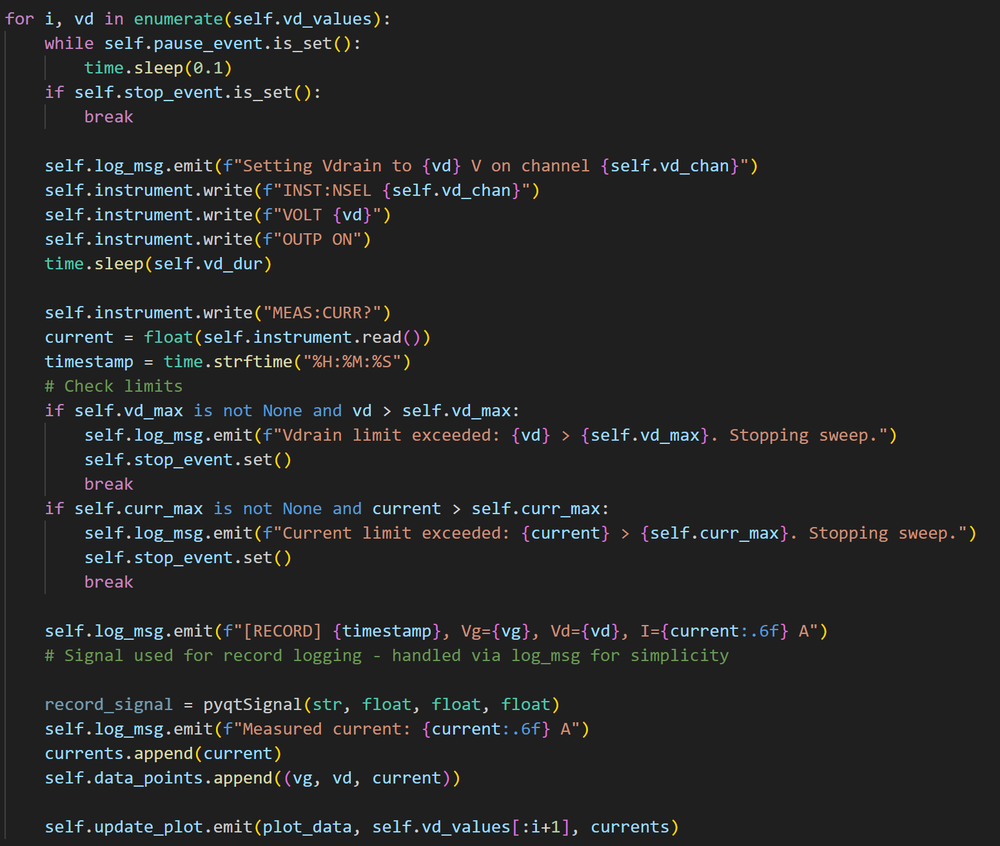 for i, vd in enumerate(self.vd_values):
    while self.pause_event.is_set():
        time.sleep(0.1)
    if self.stop_event.is_set():
        break

    self.log_msg.emit(f"Setting Vdrain to {vd} V on channel {self.vd_chan}")
    self.instrument.write(f"INST:NSEL {self.vd_chan}")
    self.instrument.write(f"VOLT {vd}")
    self.instrument.write(f"OUTP ON")
    time.sleep(self.vd_dur)

    self.instrument.write("MEAS:CURR?")
    current = float(self.instrument.read())
    timestamp = time.strftime("%H:%M:%S")
    # Check limits
    if self.vd_max is not None and vd > self.vd_max:
        self.log_msg.emit(f"Vdrain limit exceeded: {vd} > {self.vd_max}. Stopping sweep.")
        self.stop_event.set()
        break
    if self.curr_max is not None and current > self.curr_max:
        self.log_msg.emit(f"Current limit exceeded: {current} > {self.curr_max}. Stopping sweep.")
        self.stop_event.set()
        break

    self.log_msg.emit(f"[RECORD] {timestamp}, Vg={vg}, Vd={vd}, I={current:.6f} A")
    # Signal used for record logging - handled via log_msg for simplicity

    record_signal = pyqtSignal(str, float, float, float)
    self.log_msg.emit(f"Measured current: {current:.6f} A")
    currents.append(current)
    self.data_points.append((vg, vd, current))

    self.update_plot.emit(plot_data, self.vd_values[:i+1], currents)